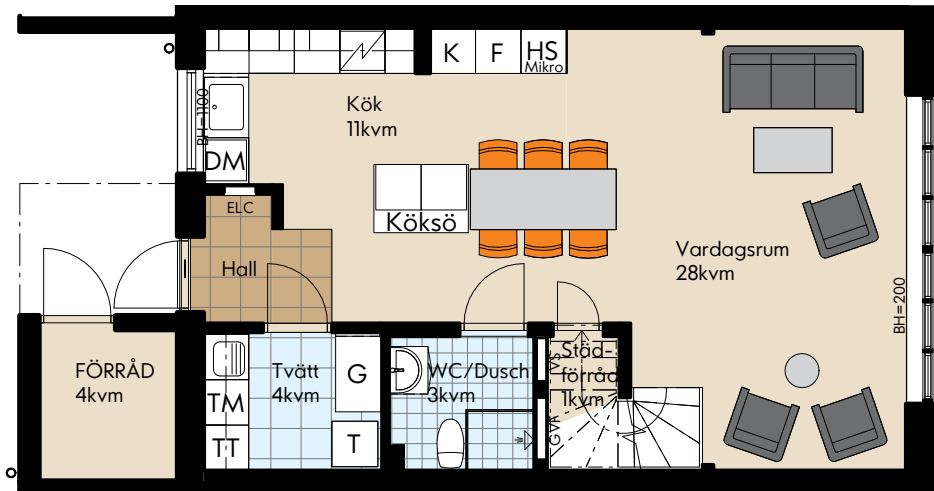 K
F
HS
Mikro
Kök
11kvm
BH=1100
DM
ELC
Köksö
Hall
Vardagsrum
28kvm
BH=200
FÖRRÅD
4kvm
Tvätt
4kvm
G
TM
TT
T
WC/Dusch
3kvm
VS
Städ-
förråd
1kvm
GVF